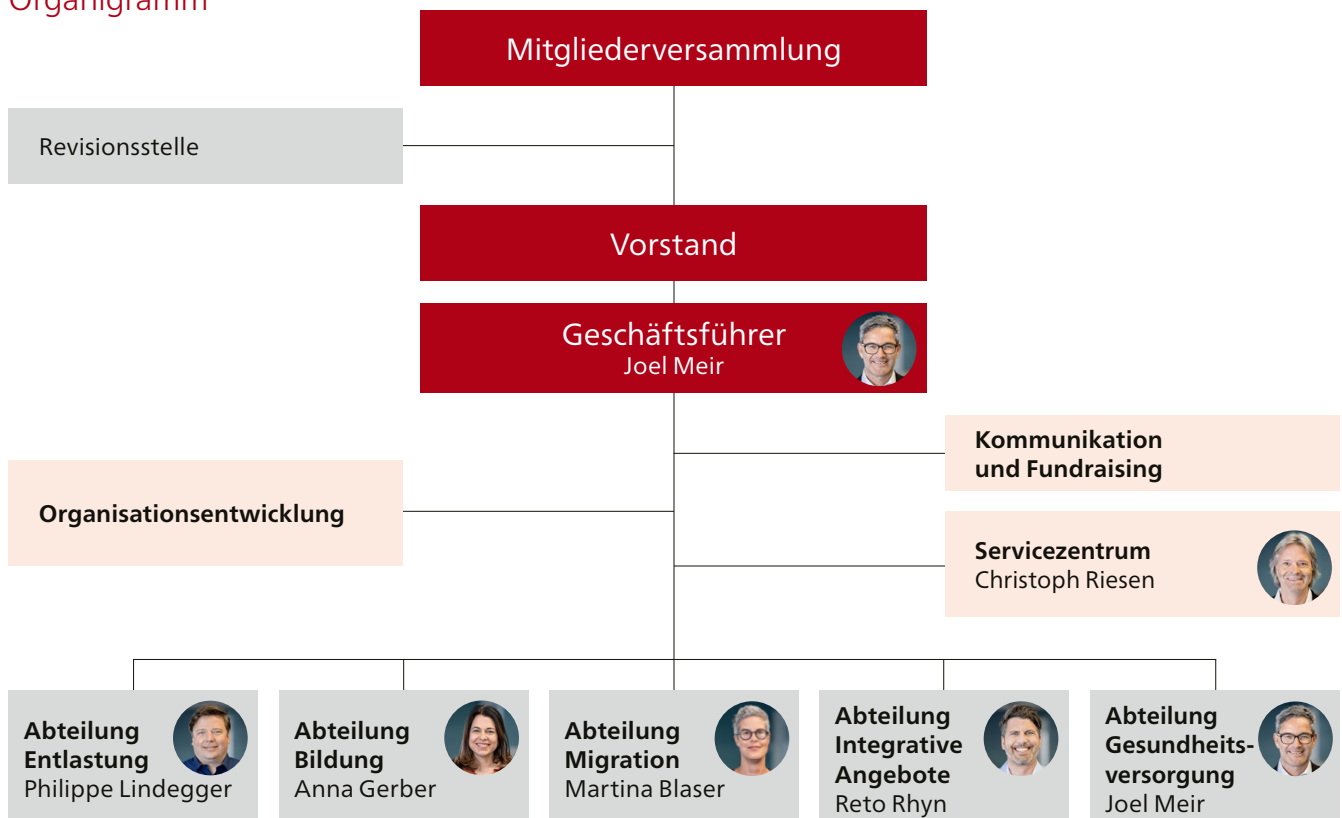 Organigramm
Mitgliederversammlung
Revisionsstelle
Vorstand
Geschäftsführer
Joel Meir
Kommunikation
und Fundraising
Organisationsentwicklung
Servicezentrum
Christoph Riesen
Abteilung
Entlastung
Philippe Lindegger
Abteilung
Bildung
Anna Gerber
Abteilung
Migration
Martina Blaser
Abteilung
Integrative
Angebote
Reto Rhyn
Abteilung
Gesundheits-
versorgung
Joel Meir